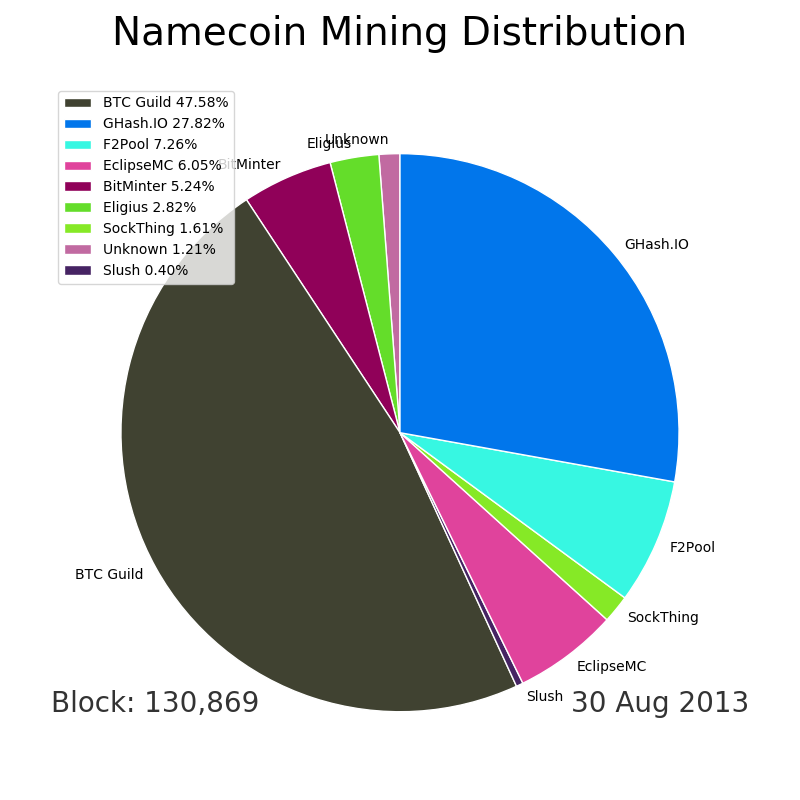 Namecoin Mining Distribution
BTC Guild 47.58%
GHash.IO 27.82%
F2Pool 7.26%
EclipseMC 6.05%
BitMinter 5.24%
Eligius 2.82%
SockThing 1.61%
Unknown 1.21%
Slush 0.40%
Unknown
Eligius
BitMinter
GHash.IO
F2Pool
BTC Guild
SockThing
EclipseMC
Slush
Block: 130,869
30 Aug 2013